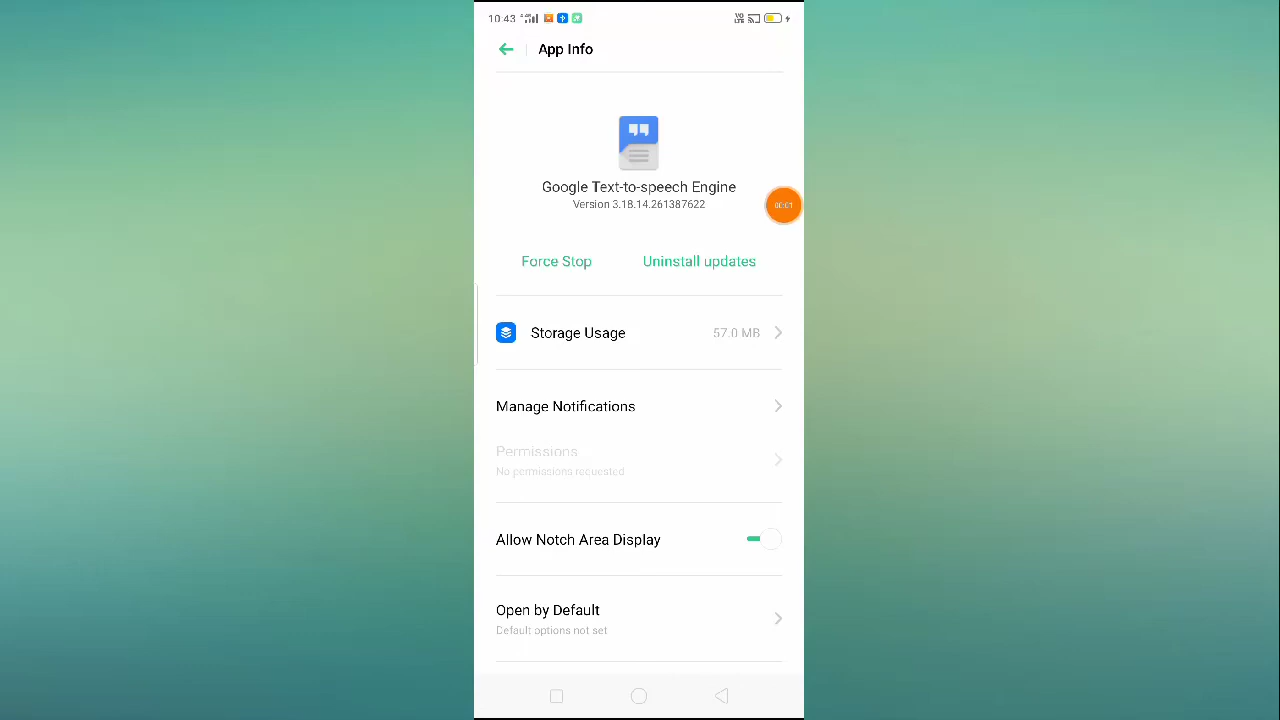 10:43
App Info
Google Text-to-speech Engine
Version 3.18.14.261387622
00:01
Force Stop
Uninstall updates
Storage Usage
57.0 MB
Manage Notifications
Permissions
No permissions requested
Allow Notch Area Display
Open by Default
Default options not set